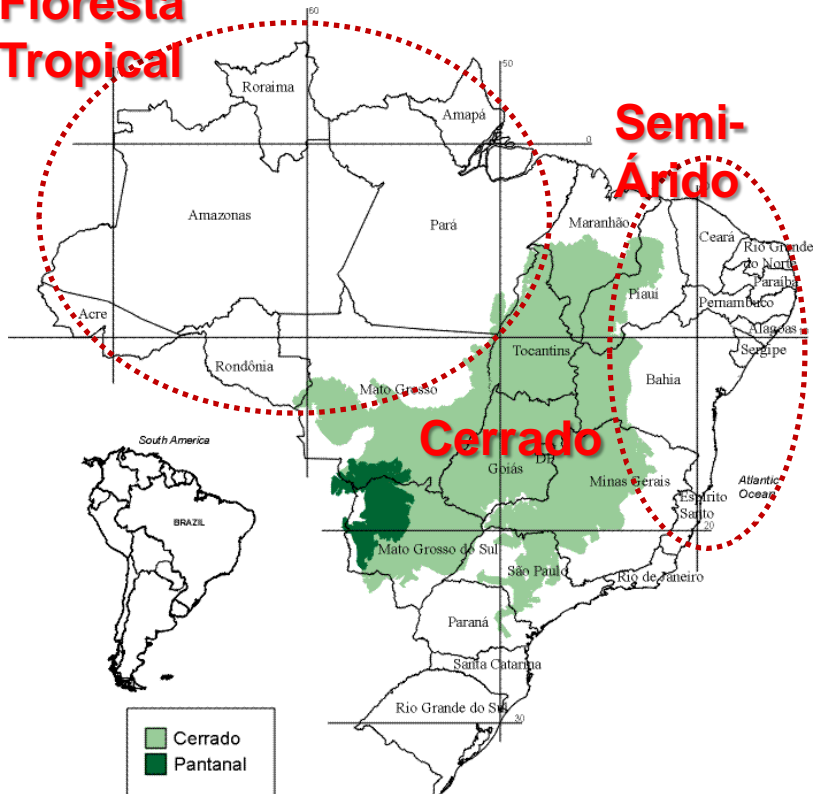 Floresta
Tropical
60
50
Roraima
Amapá
0
Semi-
Árido
Amazonas
Pará
Maranhão
Ceará
Rio Grande
do Norte
Paraíba
Piaui
Pernambuco
Acre
Alagoas
10
Sergipe
Rondônia
Tocantins
Mato Grosso
Bahia
Cerrado
South America
DF
Goiás
Minas Gerais
Atlantic
Ocean
Espirito
Santo
BRAZIL
20
Mato Grosso do Sul
São Paulo
Rio de Janeiro
Paraná
Santa Catarina
Rio Grande do Sul
30
Cerrado
Pantanal